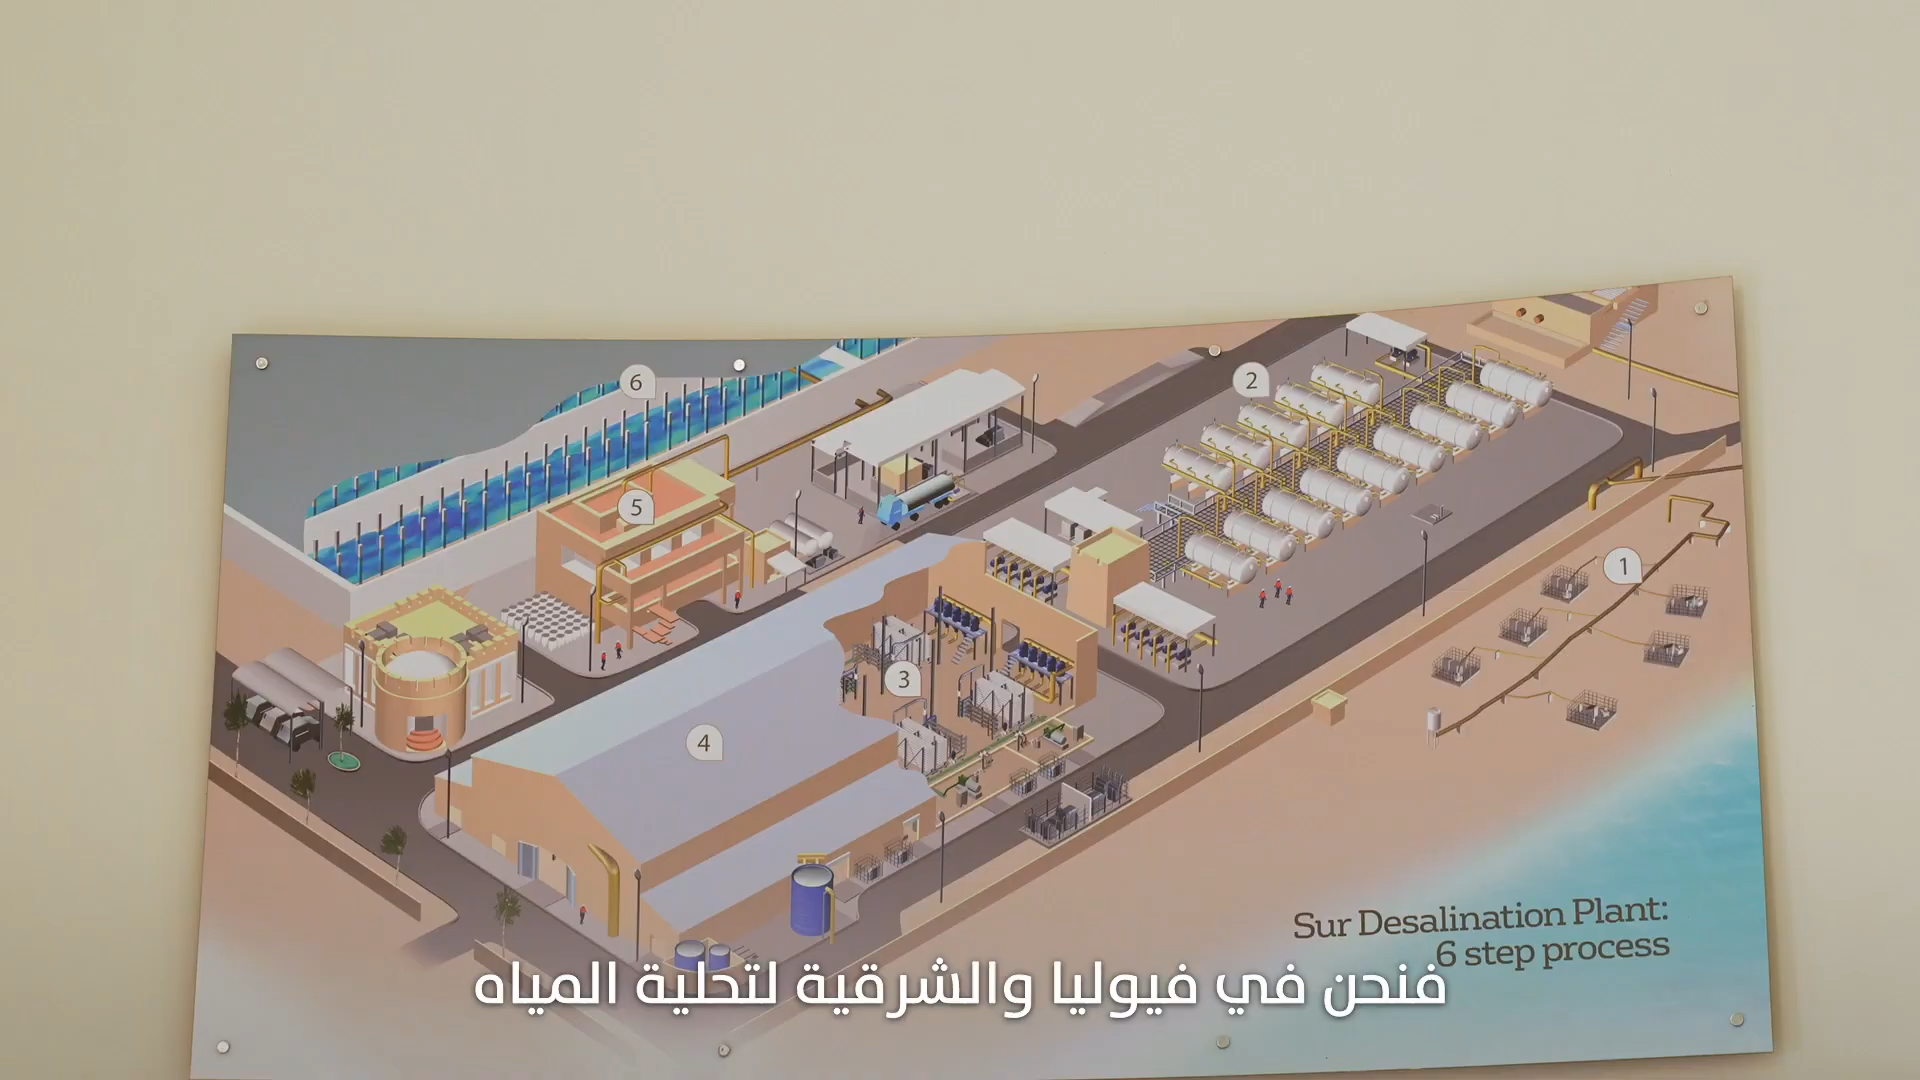 6
2
5
1
3
4
Sur Desalination Plant:
6 step process
فنحن في فيوليا والشرقية لتحلية المياه